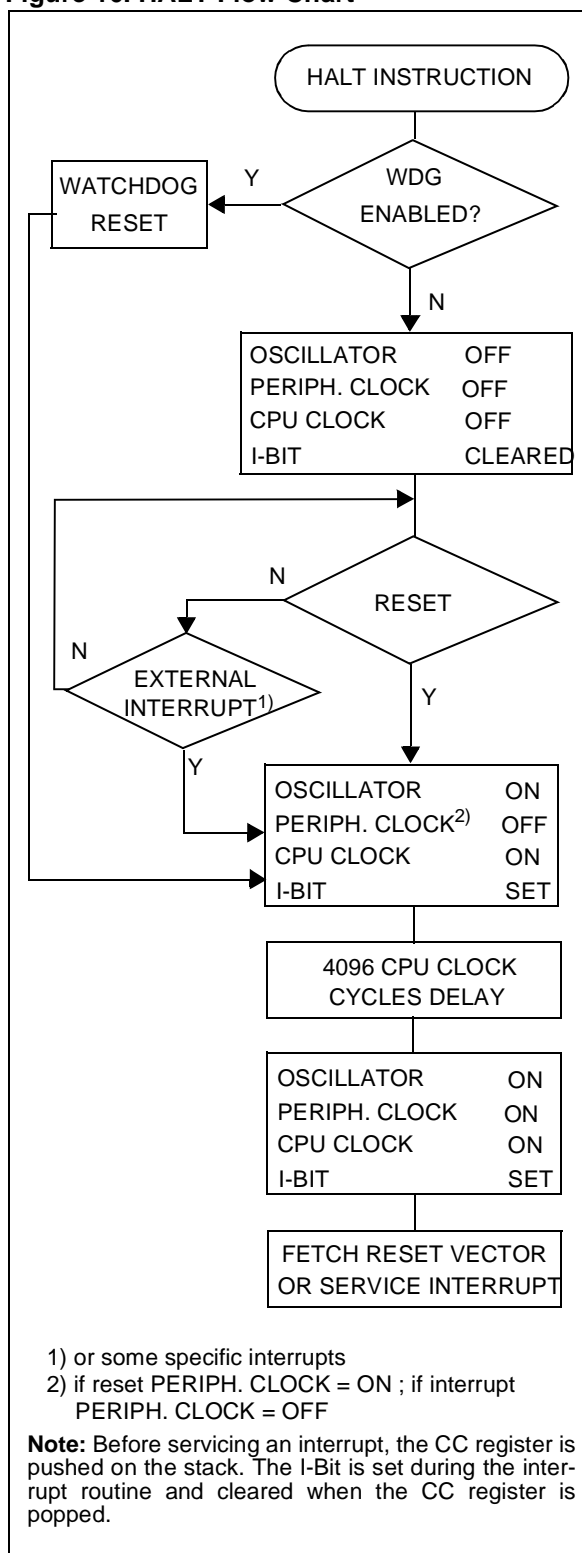 HALT INSTRUCTION
WDG
ENABLED?
Y
WATCHDOG
RESET
N
OSCILLATOR OFF
PERIPH. CLOCK OFF
CPU CLOCK OFF
I-BIT CLEARED
RESET
N
EXTERNAL
INTERRUPT1)
N
Y
Y
OSCILLATOR ON
PERIPH. CLOCK2) OFF
CPU CLOCK ON
I-BIT SET
4096 CPU CLOCK
CYCLES DELAY
OSCILLATOR ON
PERIPH. CLOCK ON
CPU CLOCK ON
I-BIT SET
FETCH RESET VECTOR
OR SERVICE INTERRUPT
1) or some specific interrupts
2) if reset PERIPH. CLOCK = ON ; if interrupt
PERIPH. CLOCK = OFF
Note: Before servicing an interrupt, the CC register is
pushed on the stack. The I-Bit is set during the inter-
rupt routine and cleared when the CC register is
popped.